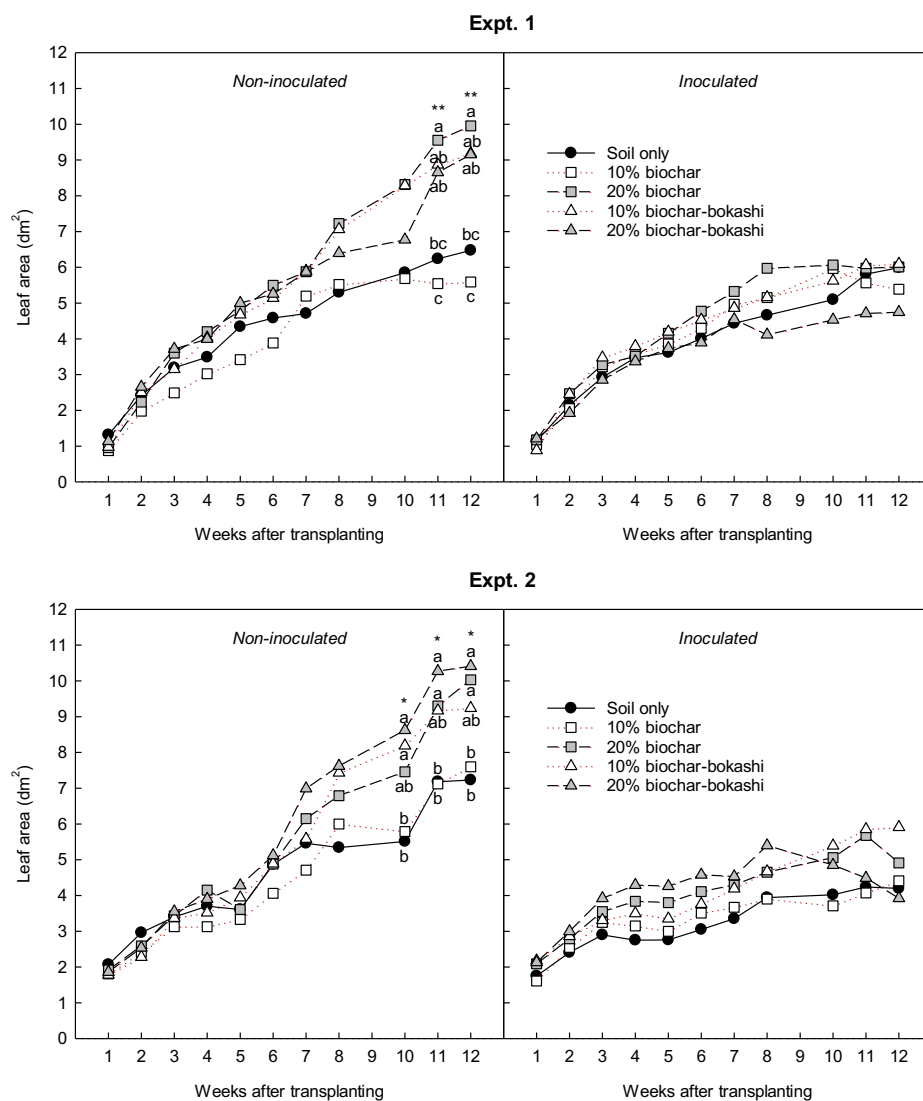 Expt. 1
Non-inoculated
Inoculated
Leaf area (dm2)
12
11
10
9
8
7
6
5
4
3
2
1
0
** **
a a
ab ab
ab ab
bc bc
c c
Soil only
10% biochar
20% biochar
10% biochar-bokashi
20% biochar-bokashi
1 2 3 4 5 6 7 8 9 10 11 12
1 2 3 4 5 6 7 8 9 10 11 12
Weeks after transplanting
Weeks after transplanting
Expt. 2
Non-inoculated
Inoculated
Leaf area (dm2)
12
11
10
9
8
7
6
5
4
3
2
1
0
* * *
a a a
a a a
ab ab ab
b b b
b b b
Soil only
10% biochar
20% biochar
10% biochar-bokashi
20% biochar-bokashi
1 2 3 4 5 6 7 8 9 10 11 12
1 2 3 4 5 6 7 8 9 10 11 12
Weeks after transplanting
Weeks after transplanting